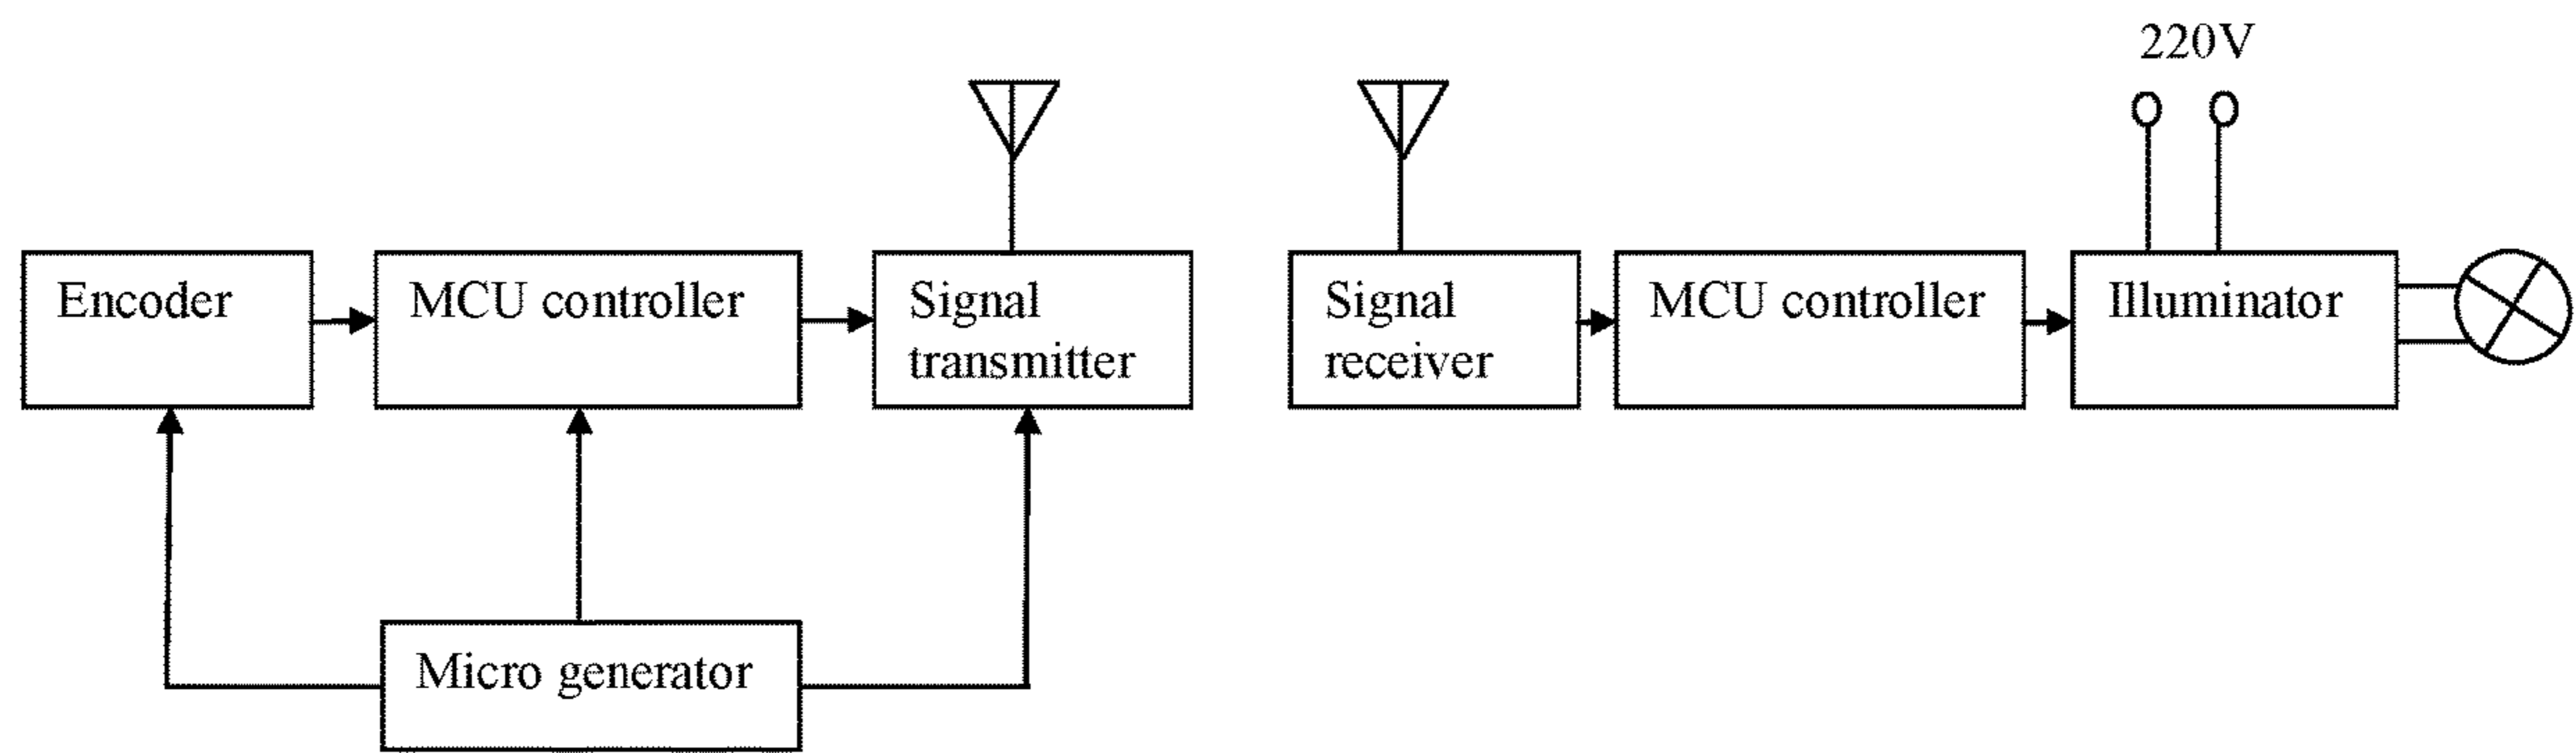 220V
Encoder
MCU controller
Signal
transmitter
Signal
receiver
MCU controller
Illuminator
Micro generator